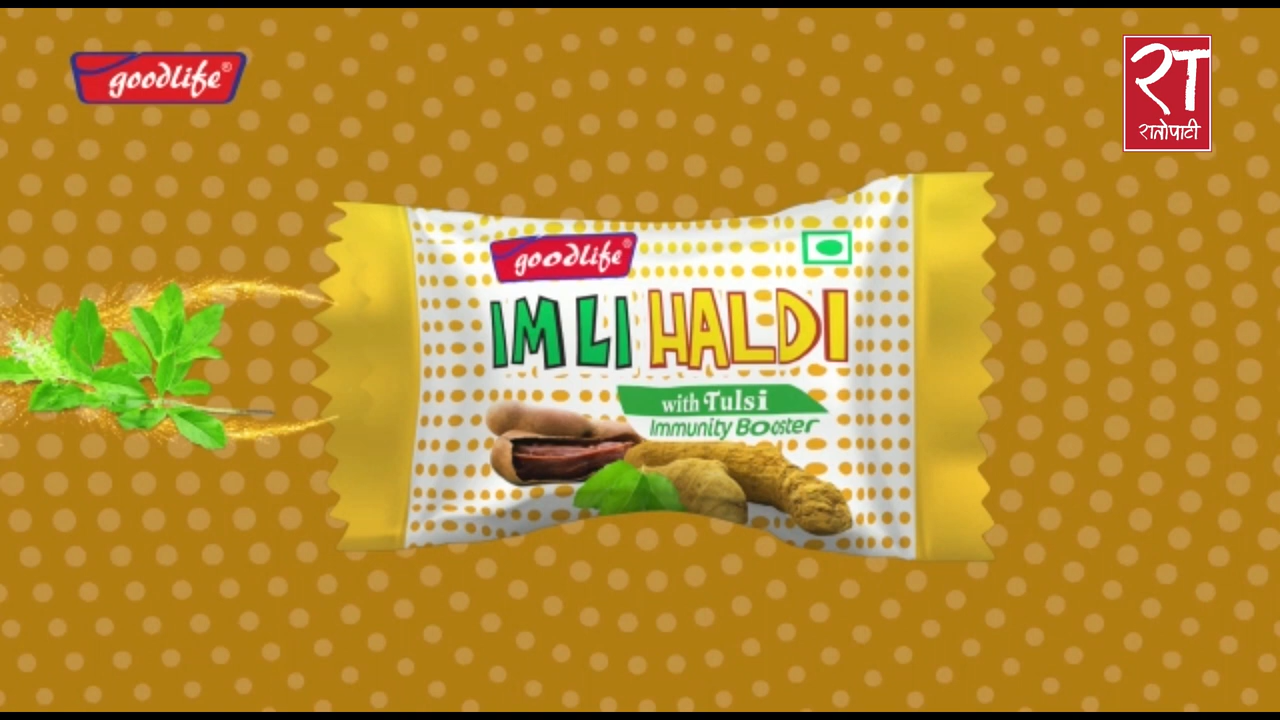 goodlife®
रा
रातोपाटी
goodlife®
IMLI HALDI
with Tulsi
Immunity Booster